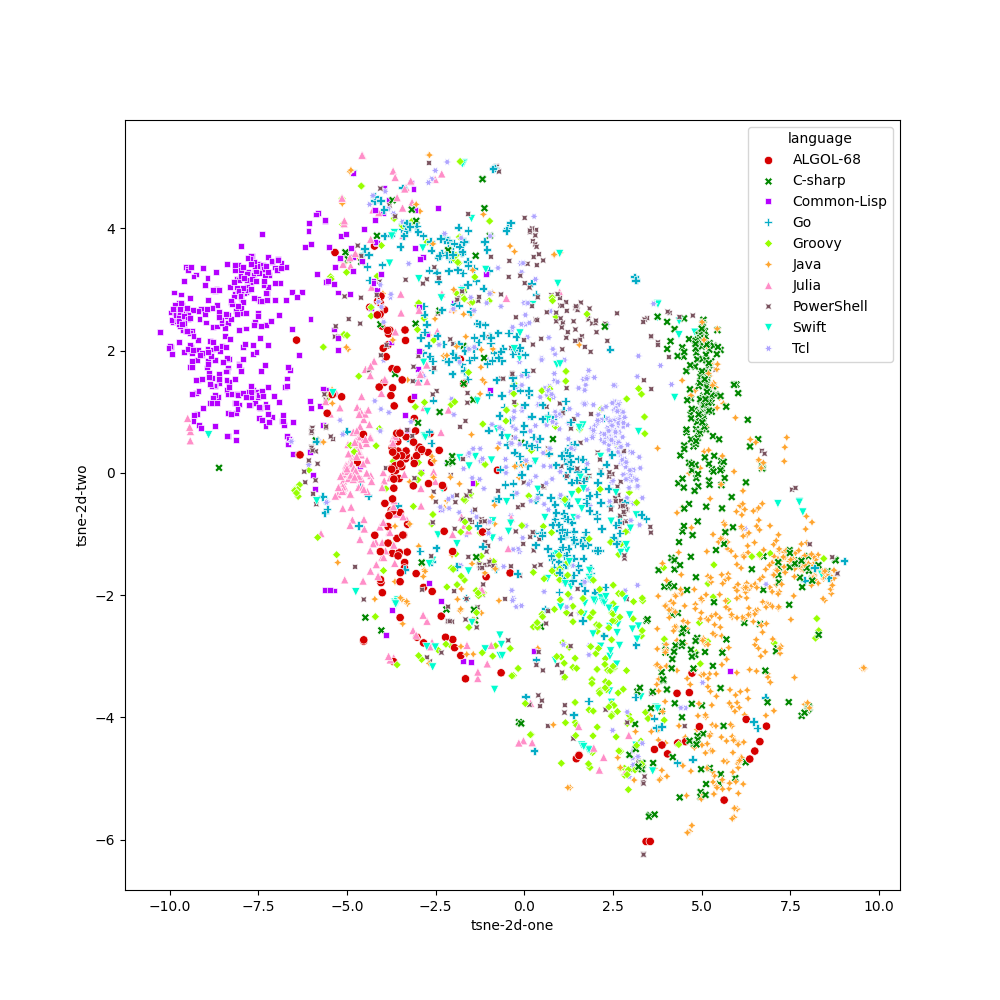 language
ALGOL-68
C-sharp
Common-Lisp
Go
Groovy
Java
Julia
PowerShell
Swift
Tcl
tsne-2d-two
4
2
0
−2
−4
−6
−10.0 −7.5 −5.0 −2.5 0.0 2.5 5.0 7.5 10.0
tsne-2d-one